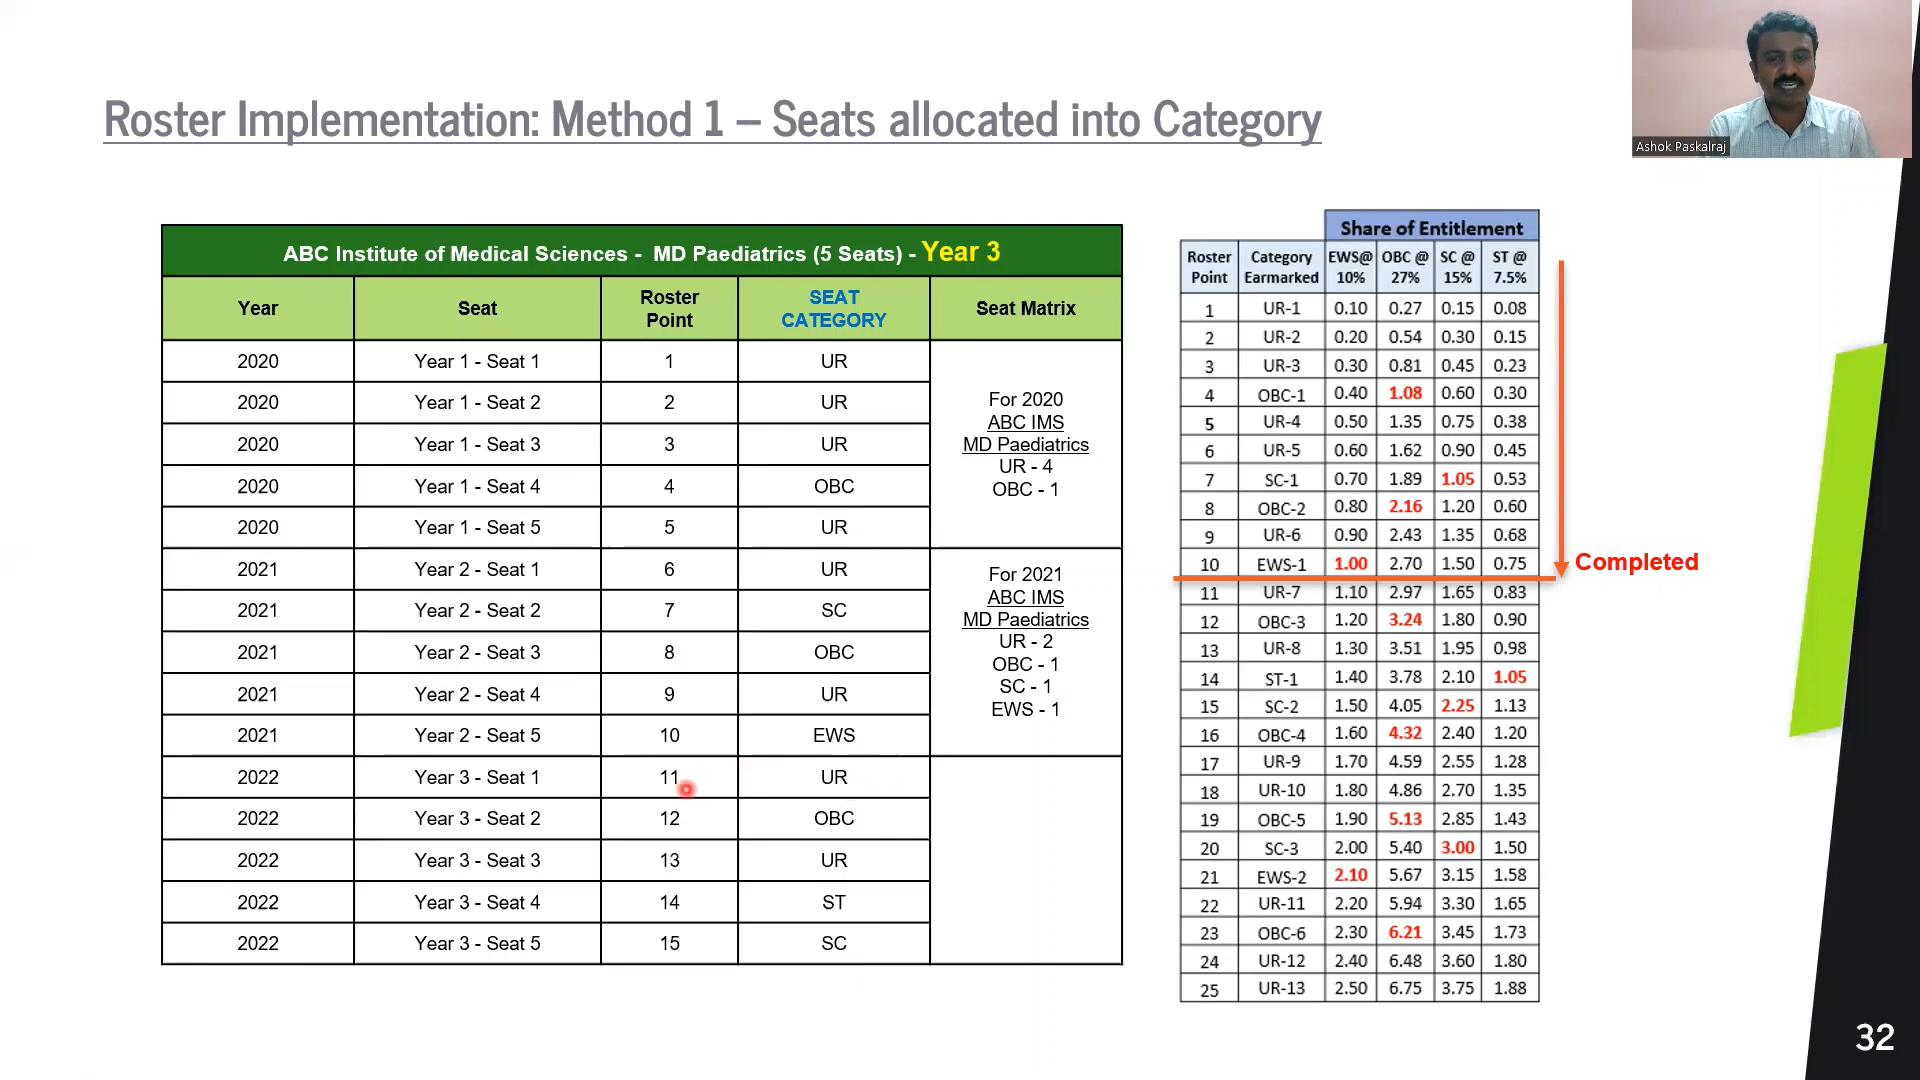 Roster Implementation: Method 1 – Seats allocated into Category
Ashok Paskalraj
ABC Institute of Medical Sciences - MD Paediatrics (5 Seats) - Year 3
Year Seat Roster Point SEAT CATEGORY Seat Matrix
2020 Year 1 - Seat 1 1 UR
2020 Year 1 - Seat 2 2 UR
2020 Year 1 - Seat 3 3 UR
2020 Year 1 - Seat 4 4 OBC
2020 Year 1 - Seat 5 5 UR
For 2020
ABC IMS
MD Paediatrics
UR - 4
OBC - 1
2021 Year 2 - Seat 1 6 UR
2021 Year 2 - Seat 2 7 SC
2021 Year 2 - Seat 3 8 OBC
2021 Year 2 - Seat 4 9 UR
2021 Year 2 - Seat 5 10 EWS
For 2021
ABC IMS
MD Paediatrics
UR - 2
OBC - 1
SC - 1
EWS - 1
2022 Year 3 - Seat 1 11 UR
2022 Year 3 - Seat 2 12 OBC
2022 Year 3 - Seat 3 13 UR
2022 Year 3 - Seat 4 14 ST
2022 Year 3 - Seat 5 15 SC
Share of Entitlement
Roster Point Category Earmarked EWS@ 10% OBC @ 27% SC @ 15% ST @ 7.5%
1 UR-1 0.10 0.27 0.15 0.08
2 UR-2 0.20 0.54 0.30 0.15
3 UR-3 0.30 0.81 0.45 0.23
4 OBC-1 0.40 1.08 0.60 0.30
5 UR-4 0.50 1.35 0.75 0.38
6 UR-5 0.60 1.62 0.90 0.45
7 SC-1 0.70 1.89 1.05 0.53
8 OBC-2 0.80 2.16 1.20 0.60
9 UR-6 0.90 2.43 1.35 0.68
10 EWS-1 1.00 2.70 1.50 0.75
Completed
11 UR-7 1.10 2.97 1.65 0.83
12 OBC-3 1.20 3.24 1.80 0.90
13 UR-8 1.30 3.51 1.95 0.98
14 ST-1 1.40 3.78 2.10 1.05
15 SC-2 1.50 4.05 2.25 1.13
16 OBC-4 1.60 4.32 2.40 1.20
17 UR-9 1.70 4.59 2.55 1.28
18 UR-10 1.80 4.86 2.70 1.35
19 OBC-5 1.90 5.13 2.85 1.43
20 SC-3 2.00 5.40 3.00 1.50
21 EWS-2 2.10 5.67 3.15 1.58
22 UR-11 2.20 5.94 3.30 1.65
23 OBC-6 2.30 6.21 3.45 1.73
24 UR-12 2.40 6.48 3.60 1.80
25 UR-13 2.50 6.75 3.75 1.88
32